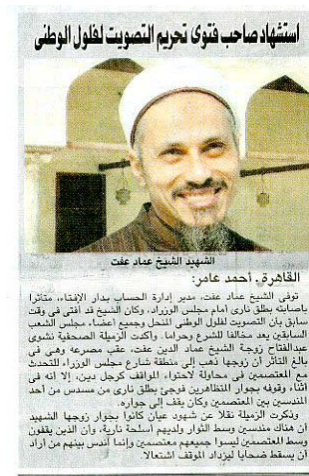 استشهاد صاحب فتوى تحريم التصويت لفلول الوطنى
الشهيد الشيخ عماد عفت
القاهرة ـ أحمد عامر:
توفى الشيخ عماد عفت، مدير إدارة الحساب بدار الإفتاء، متأثرا
بإصابته بطلق نارى أمام مجلس الوزراء، وكان الشيخ قد أفتى فى وقت
سابق بأن التصويت لفلول الوطنى المنحل وجميع أعضاء مجلس الشعب
السابقين يعد مخالفا للشرع وحراما. وأكدت الزميلة الصحفية نشوى
عبدالفتاح زوجة الشيخ عماد الدين عفت، عقب مصرعه وهى فى
بالغ التأثر أن زوجها ذهب إلى منطقة شارع مجلس الوزراء للتحدث
مع المعتصمين فى محاولة لاحتواء المواقف كرجل دين، إلا أنه فى
أثناء وقوفه بجوار المتظاهرين فوجئ بطلق نارى من مسدس من أحد
المندسين بين المعتصمين وكان يقف إلى جواره.
وذكرت الزميلة نقلا عن شهود عيان كانوا بجوار زوجها الشهيد
أن هناك مندسين وسط الثوار ولديهم أسلحة نارية، وأن الذين يقفون
وسط المعتصمين ليسوا جميعهم معتصمين وإنما أندس بينهم من أراد
أن يسقط ضحايا ليزداد الموقف اشتعالا.